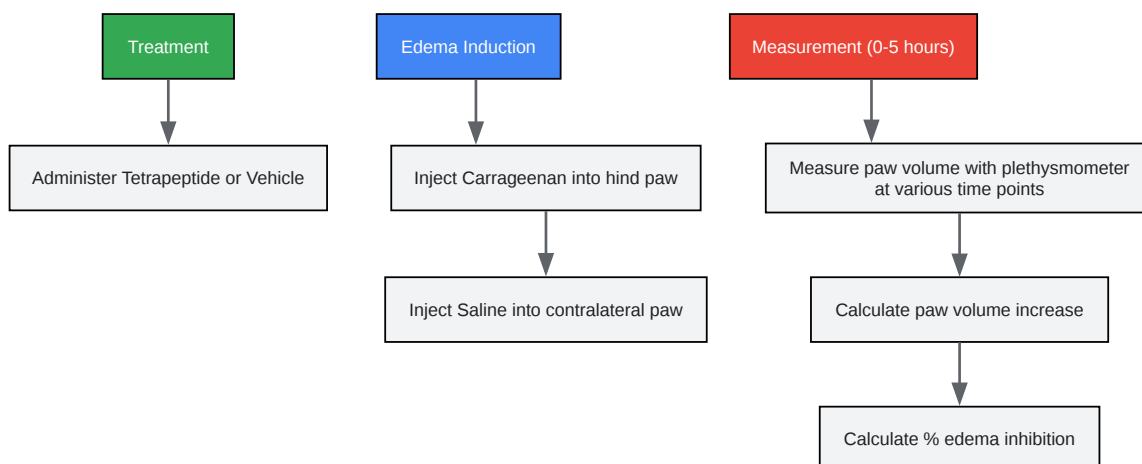 Treatment
Edema Induction
Measurement (0-5 hours)
Administer Tetrapeptide or Vehicle
Inject Carrageenan into hind paw
Measure paw volume with plethysmometer
at various time points
Inject Saline into contralateral paw
Calculate paw volume increase
Calculate % edema inhibition